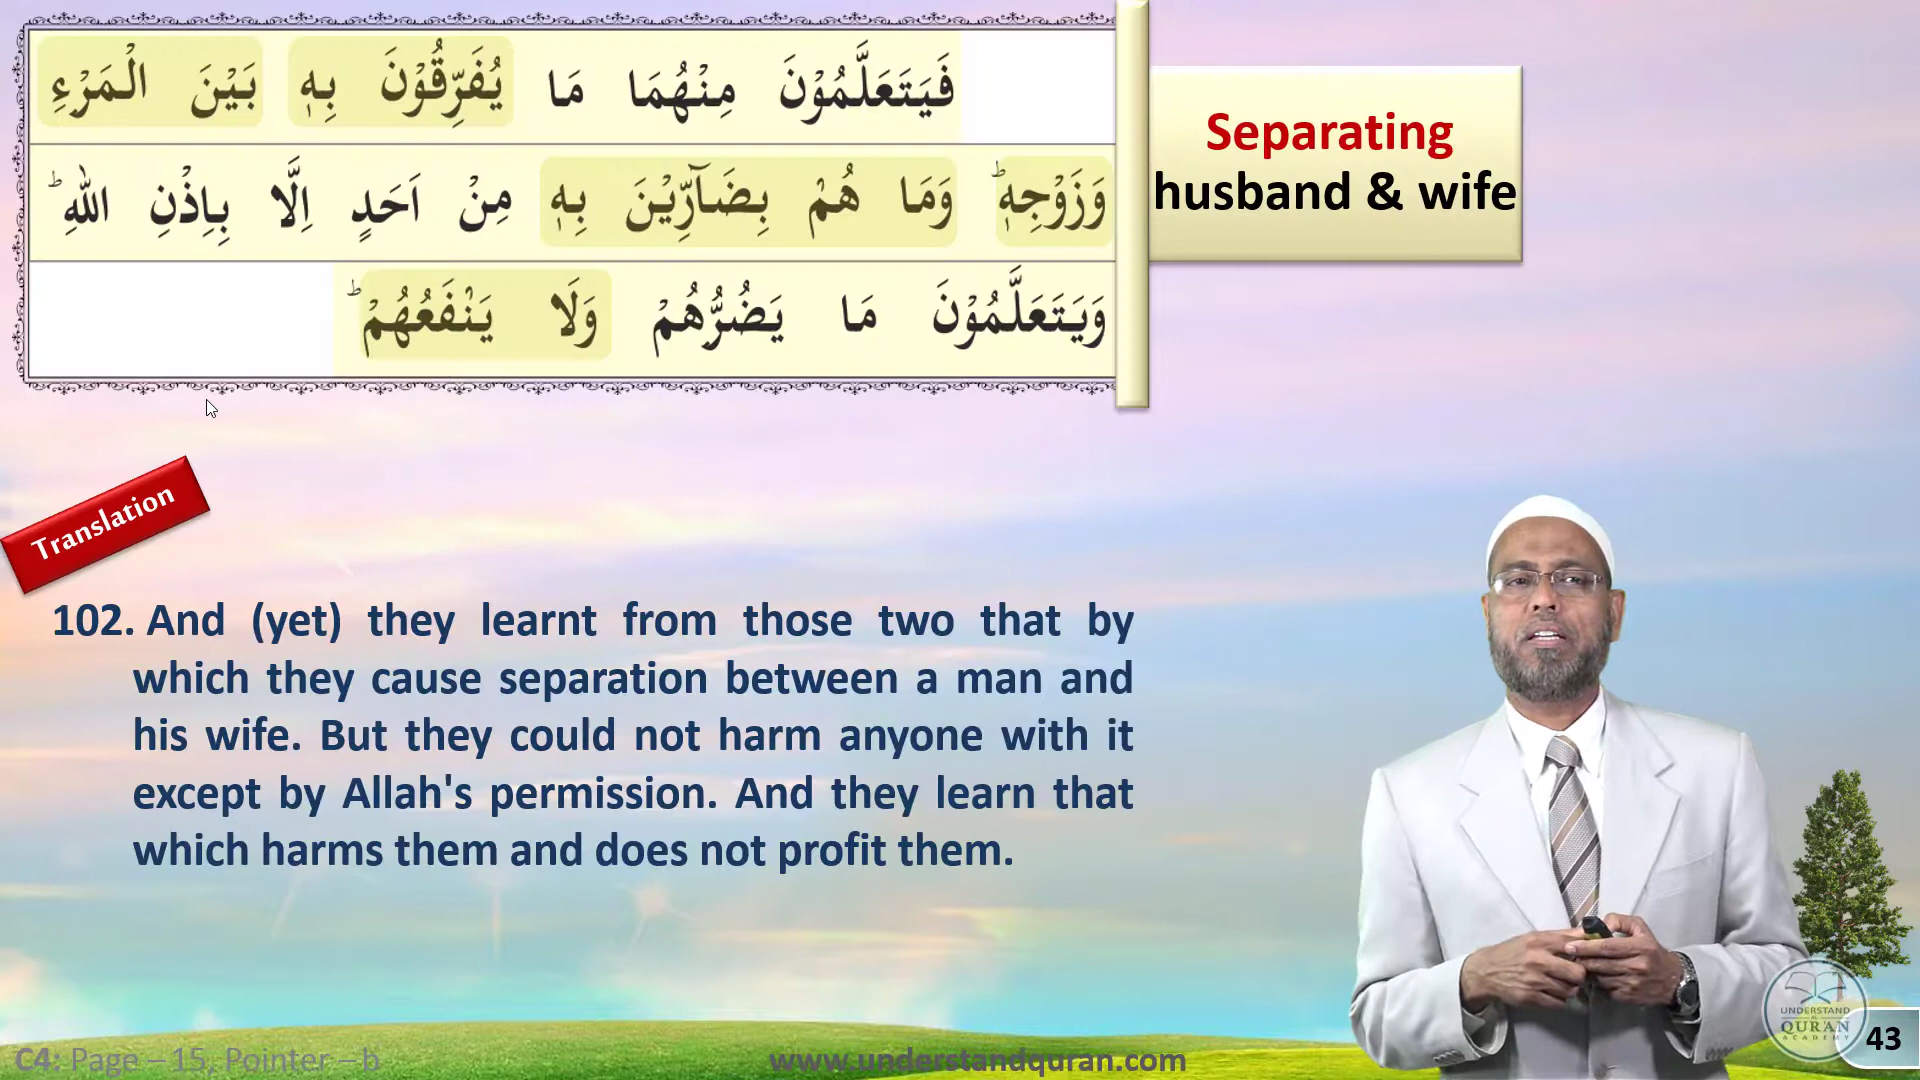 فَيَتَعَلَّمُوْنَ مِنْهُمَا مَا يُفَرِّقُوْنَ بِهٖ بَيْنَ الْمَرْءِ
وَزَوْجِهٖ ؕ وَمَا هُمْ بِضَآرِّيْنَ بِهٖ مِنْ اَحَدٍ اِلَّا بِاِذْنِ اللّٰهِ ؕ
وَيَتَعَلَّمُوْنَ مَا يَضُرُّهُمْ وَلَا يَنْفَعُهُمْ ؕ
Separating
husband & wife
Translation
102. And (yet) they learnt from those two that by
which they cause separation between a man and
his wife. But they could not harm anyone with it
except by Allah's permission. And they learn that
which harms them and does not profit them.
C4: Page – 15, Pointer – b
www.understandquran.com
UNDERSTAND
AL
QURAN
ACADEMY
43